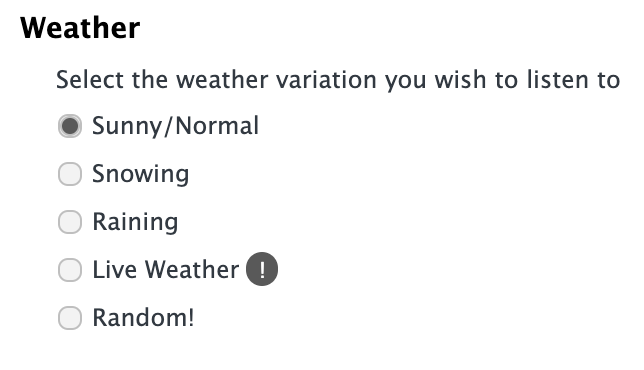 Weather
Select the weather variation you wish to listen to
Sunny/Normal
Snowing
Raining
Live Weather !
Random!